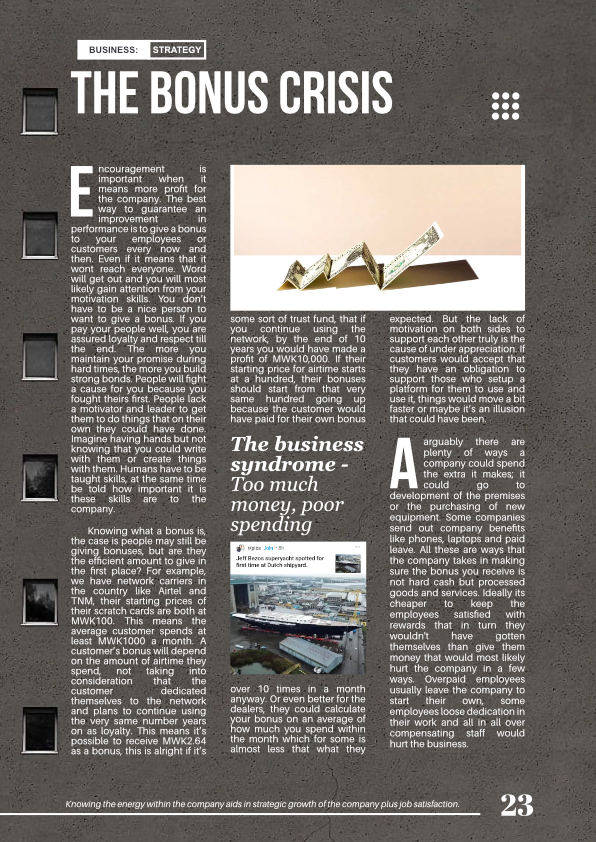 BUSINESS: STRATEGY
THE BONUS CRISIS
Encouragement is
important when it
means more profit for
the company. The best
way to guarantee an
improvement in
performance is to give a bonus
to your employees or
customers every now and
then. Even if it means that it
wont reach everyone. Word
will get out and you will most
likely gain attention from your
motivation skills. You don't
have to be a nice person to
want to give a bonus. If you
pay your people well, you are
assured loyalty and respect till
the end. The more you
maintain your promise during
hard times, the more you build
strong bonds. People will fight
a cause for you because you
fought theirs first. People lack
a motivator and leader to get
them to do things that on their
own they could have done.
Imagine having hands but not
knowing that you could write
with them or create things
with them. Humans have to be
taught skills, at the same time
be told how important it is
these skills are to the
company.
Knowing what a bonus is,
the case is people may still be
giving bonuses, but are they
the efficient amount to give in
the first place? For example,
we have network carriers in
the country like Airtel and
TNM, their starting prices of
their scratch cards are both at
MWK100. This means the
average customer spends at
least MWK1000 a month. A
customer's bonus will depend
on the amount of airtime they
spend, not taking into
consideration that the
customer dedicated
themselves to the network
and plans to continue using
the very same number years
on as loyalty. This means it's
possible to receive MWK2.64
as a bonus, this is alright if it's
some sort of trust fund, that if
you continue using the
network, by the end of 10
years you would have made a
profit of MWK10,000. If their
starting price for airtime starts
at a hundred, their bonuses
should start from that very
same hundred going up
because the customer would
have paid for their own bonus
The business
syndrome -
Too much
money, poor
spending
Join
Jeff Bezos superyacht spotted for
first time at Dutch shipyard.
over 10 times in a month
anyway. Or even better for the
dealers, they could calculate
your bonus on an average of
how much you spend within
the month which for some is
almost less that what they
expected. But the lack of
motivation on both sides to
support each other truly is the
cause of under appreciation. If
customers would accept that
they have an obligation to
support those who setup a
platform for them to use and
use it, things would move a bit
faster or maybe it's an illusion
that could have been.
Aarguably there are
plenty of ways a
company could spend
the extra it makes; it
could go to
development of the premises
or the purchasing of new
equipment. Some companies
send out company benefits
like phones, laptops and paid
leave. All these are ways that
the company takes in making
sure the bonus you receive is
not hard cash but processed
goods and services. Ideally its
cheaper to keep the
employees satisfied with
rewards that in turn they
wouldn't have gotten
themselves than give them
money that would most likely
hurt the company in a few
ways. Overpaid employees
usually leave the company to
start their own, some
employees loose dedication in
their work and all in all over
compensating staff would
hurt the business.
Knowing the energy within the company aids in strategic growth of the company plus job satisfaction.
23